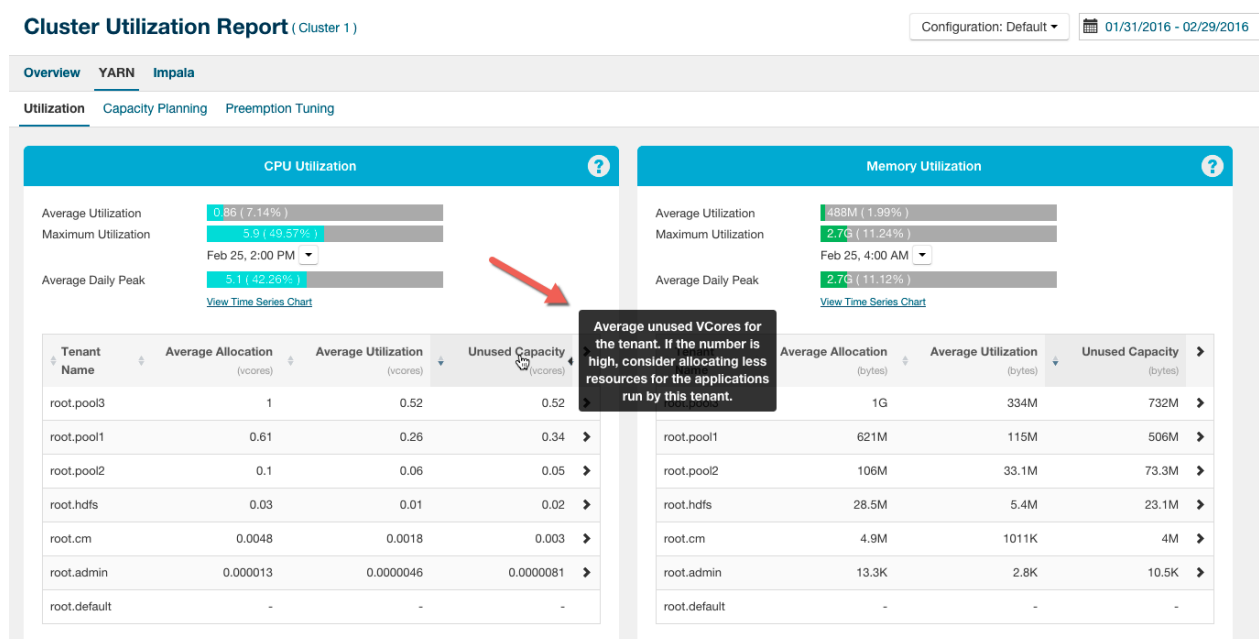 Cluster Utilization Report ( Cluster 1 )
Configuration: Default
01/31/2016 - 02/29/2016
Overview YARN Impala
Utilization Capacity Planning Preemption Tuning
CPU Utilization ?
Average Utilization 0.86 ( 7.14% )
Maximum Utilization 5.9 ( 49.57% )
Feb 25, 2:00 PM
Average Daily Peak 5.1 ( 42.26% )
View Time Series Chart
Tenant Name Average Allocation (vcores) Average Utilization (vcores) Unused Capacity (vcores)
root.pool3 1 0.52 0.52
root.pool1 0.61 0.26 0.34
root.pool2 0.1 0.06 0.05
root.hdfs 0.03 0.01 0.02
root.cm 0.0048 0.0018 0.003
root.admin 0.000013 0.0000046 0.0000081
root.default - - -
Average unused VCores for
the tenant. If the number is
high, consider allocating less
resources for the applications
run by this tenant.
Memory Utilization ?
Average Utilization 488M ( 1.99% )
Maximum Utilization 2.7G ( 11.24% )
Feb 25, 4:00 AM
Average Daily Peak 2.7G ( 11.12% )
View Time Series Chart
Average Allocation (bytes) Average Utilization (bytes) Unused Capacity (bytes)
1G 334M 732M
root.pool1 621M 115M 506M
root.pool2 106M 33.1M 73.3M
root.hdfs 28.5M 5.4M 23.1M
root.cm 4.9M 1011K 4M
root.admin 13.3K 2.8K 10.5K
root.default - - -